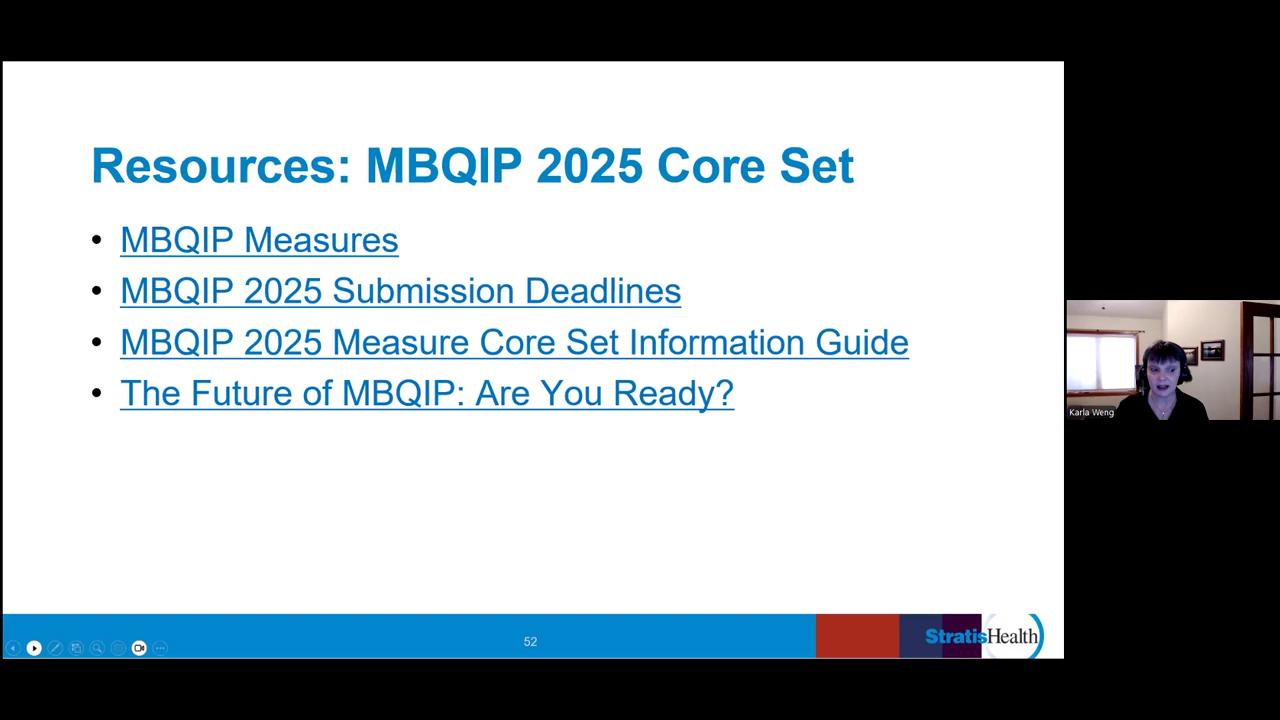 Resources: MBQIP 2025 Core Set
• MBQIP Measures
• MBQIP 2025 Submission Deadlines
• MBQIP 2025 Measure Core Set Information Guide
• The Future of MBQIP: Are You Ready?
Karla Weng
52
StratisHealth